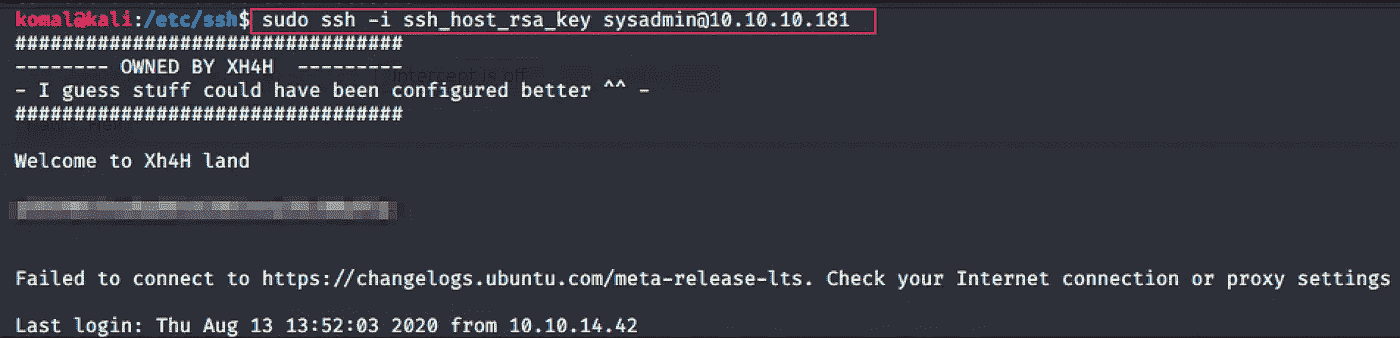 komal@kali:/etc/ssh$ sudo ssh -i ssh_host_rsa_key sysadmin@10.10.10.181
#################################
-------- OWNED BY XH4H  ---------
- I guess stuff could have been configured better ^^ -
#################################
Welcome to Xh4H land
Failed to connect to https://changelogs.ubuntu.com/meta-release-lts. Check your Internet connection or proxy settings
Last login: Thu Aug 13 13:52:03 2020 from 10.10.14.42